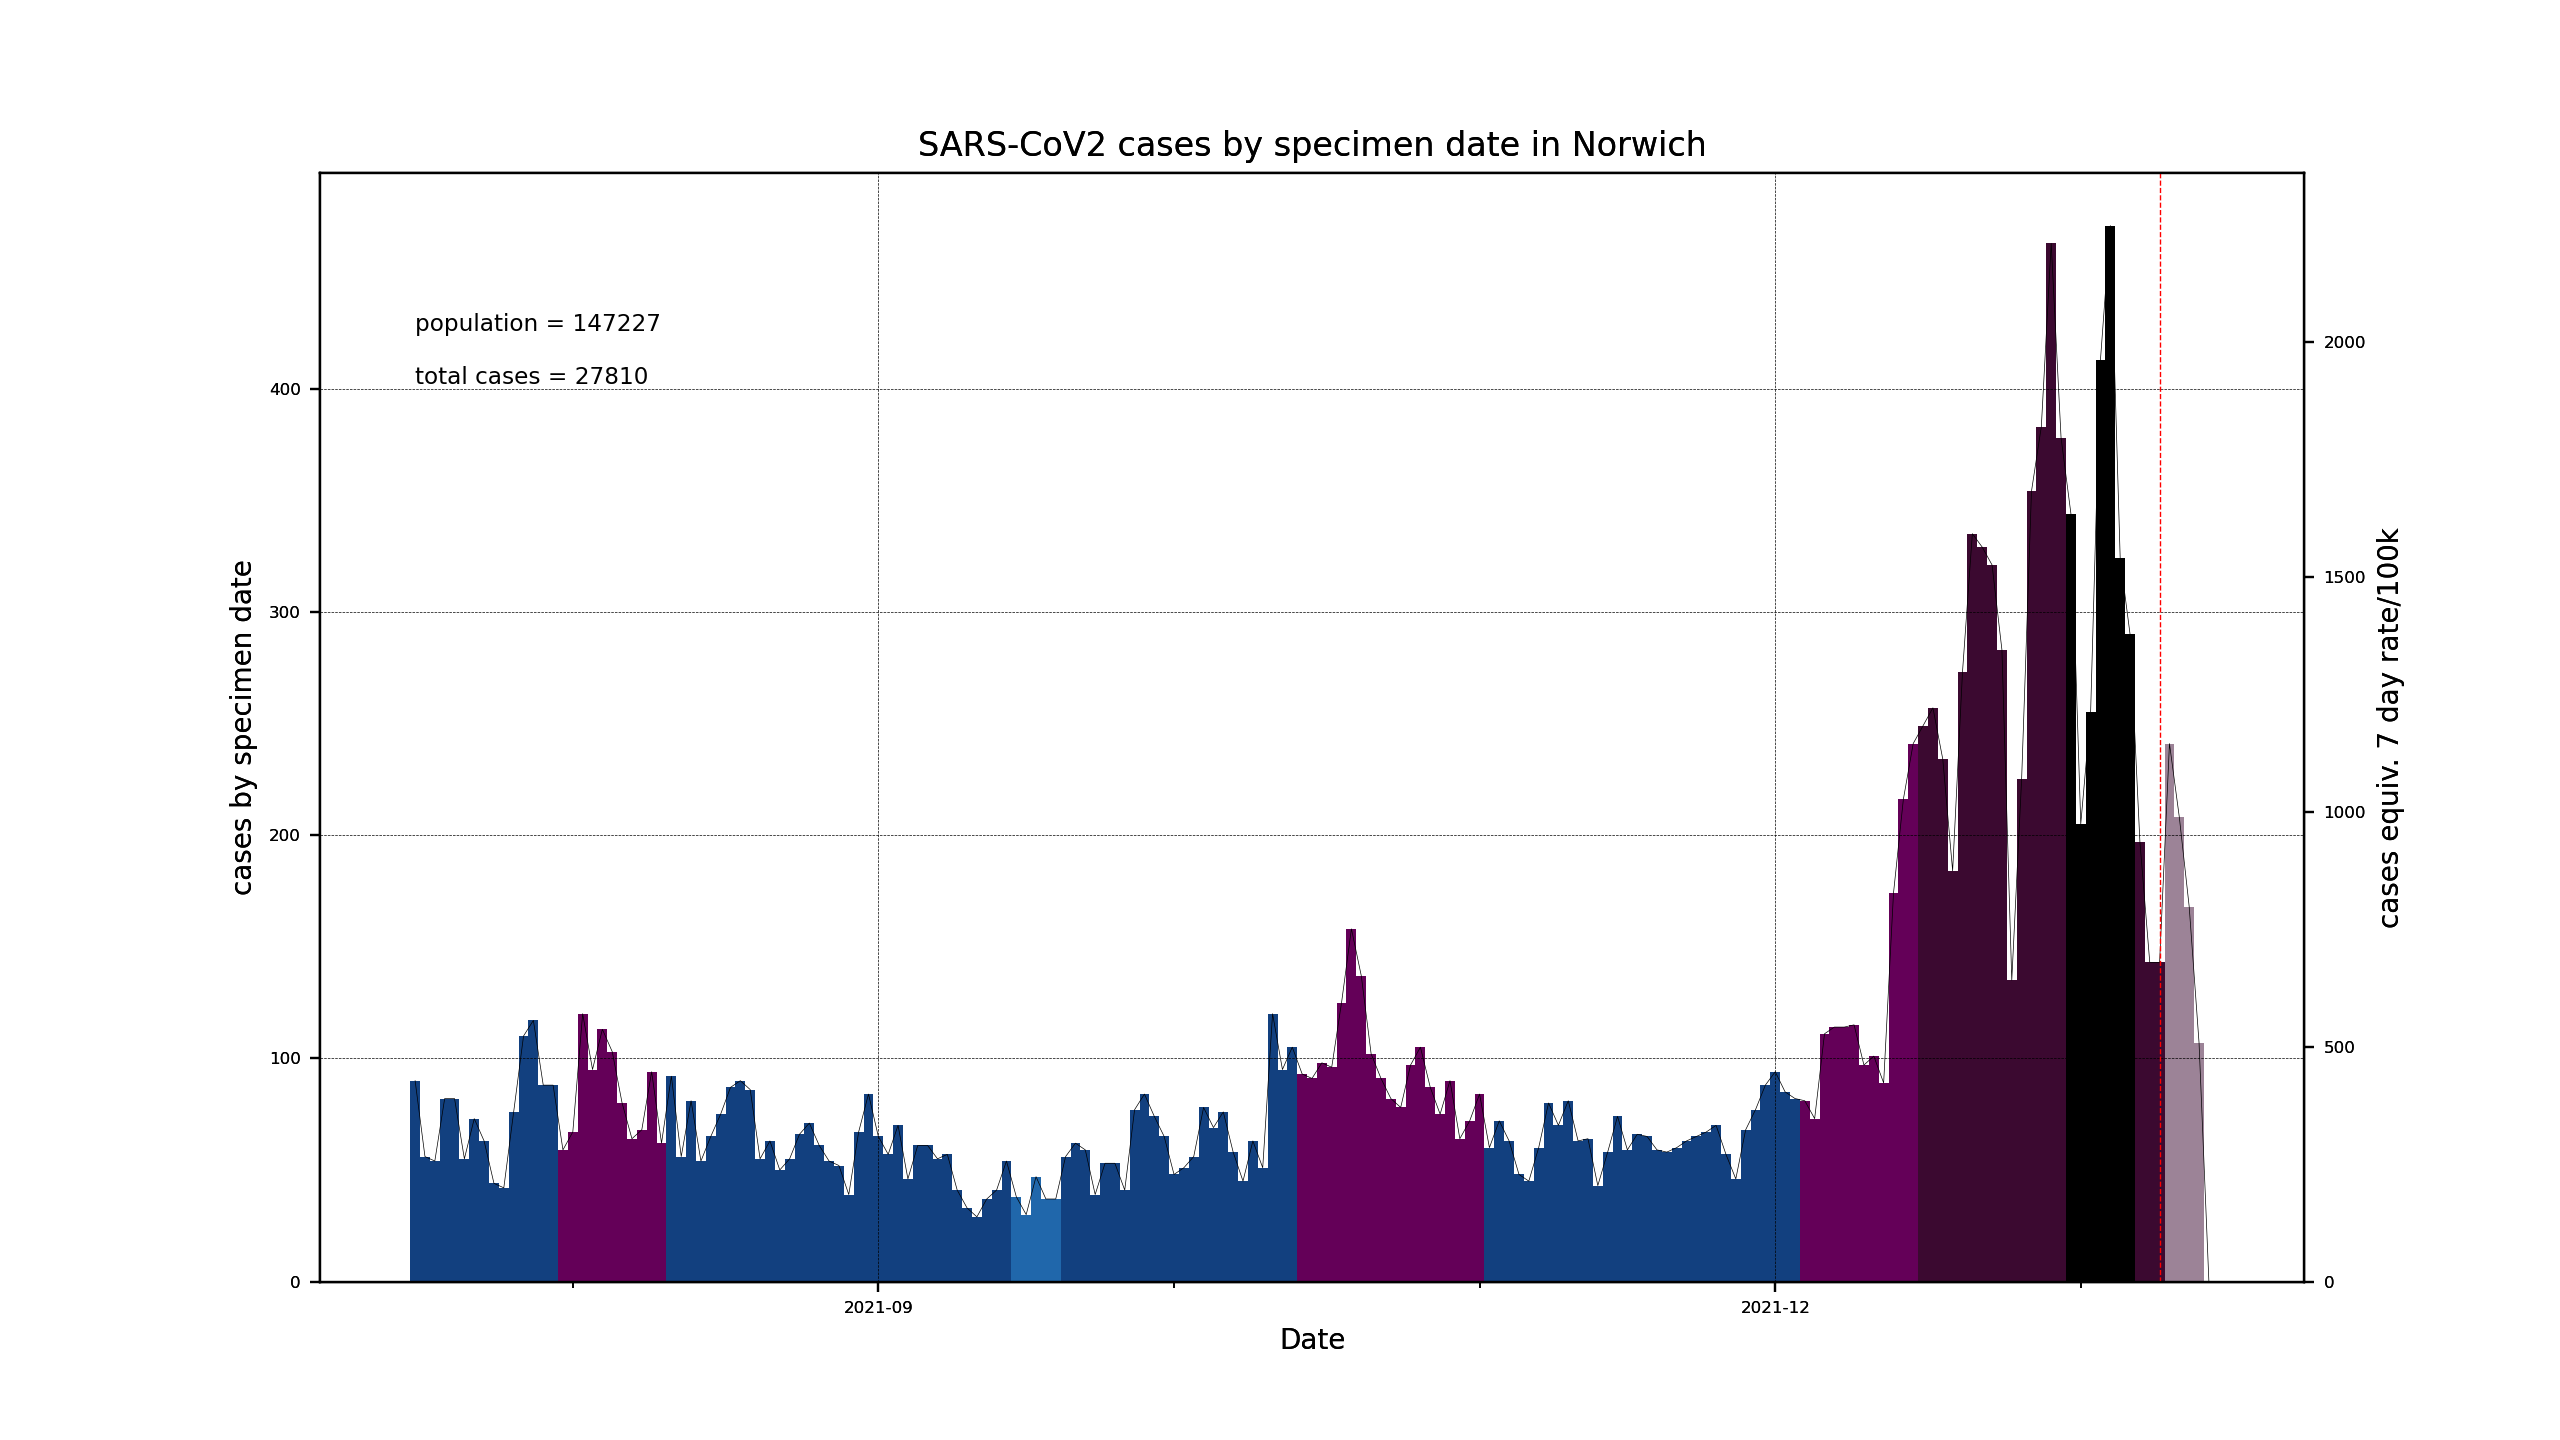 SARS-CoV2 cases by specimen date in Norwich
population = 147227
total cases = 27810
cases by specimen date
400
300
200
100
0
2000
1500
1000
500
0
cases equiv. 7 day rate/100k
2021-09
2021-12
Date